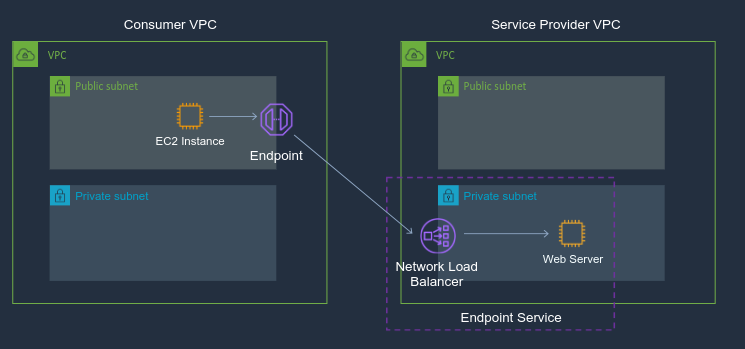 Consumer VPC
Service Provider VPC
VPC
VPC
Public subnet
Public subnet
EC2 Instance
Endpoint
Private subnet
Private subnet
Web Server
Network Load
Balancer
Endpoint Service